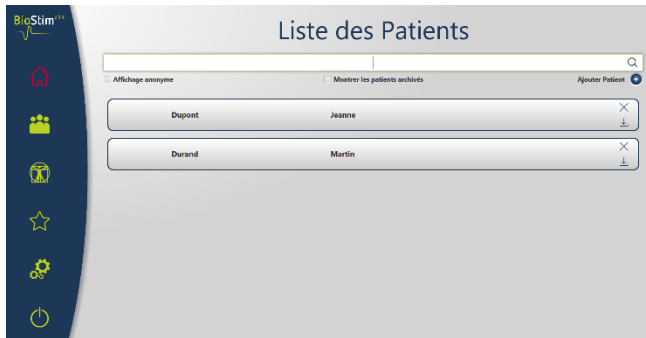 BioStim
Liste des Patients
Affichage anonyme
Montrer les patients archivés
Ajouter Patient
Dupont Jeanne
Durand Martin